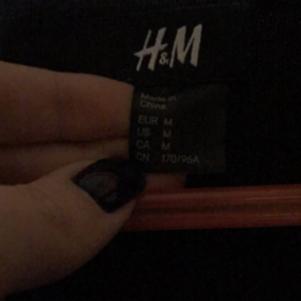 H&M
Made in
China
EUR M
US M
CA M
CN 170/96A